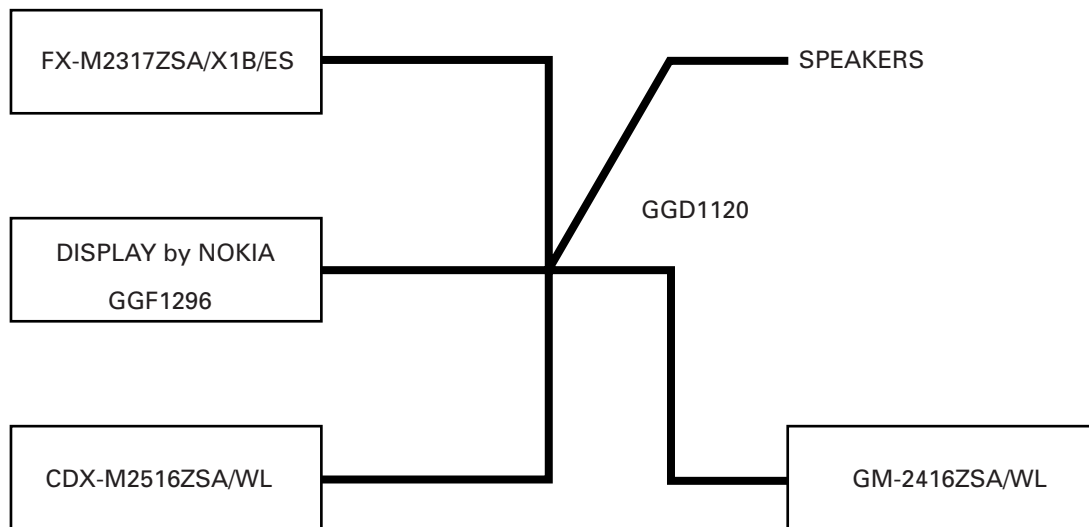 FX-M2317ZSA/X1B/ES
SPEAKERS
GGD1120
DISPLAY by NOKIA
GGF1296
CDX-M2516ZSA/WL
GM-2416ZSA/WL